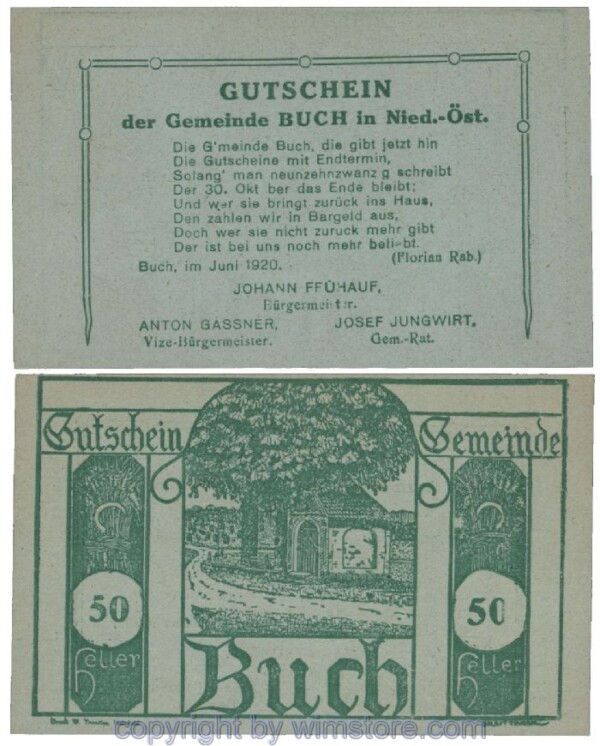 GUTSCHEIN
der Gemeinde BUCH in Nied.-Öst.
Die G'meinde Buch, die gibt jetzt hin
Die Gutscheine mit Endtermin,
Solang' man neunzehnzwanz g schreibt
Der 30. Okt ber das Ende bleibt;
Und wer sie bringt zurück ins Haus,
Den zahlen wir in Bargeld aus,
Doch wer sie nicht zuruck mehr gibt
Der ist bei uns noch mehr beliebt.
(Florian Rab.)
Buch, im Juni 1920.
JOHANN FFÜHAUF,
Bürgermeister.
ANTON GASSNER, JOSEF JUNGWIRT,
Vize-Bürgermeister. Gem.-Rat.
Gutschein Gemeinde
50 50
Heller Heller
Buch
Druck
copyright by wimstore.com